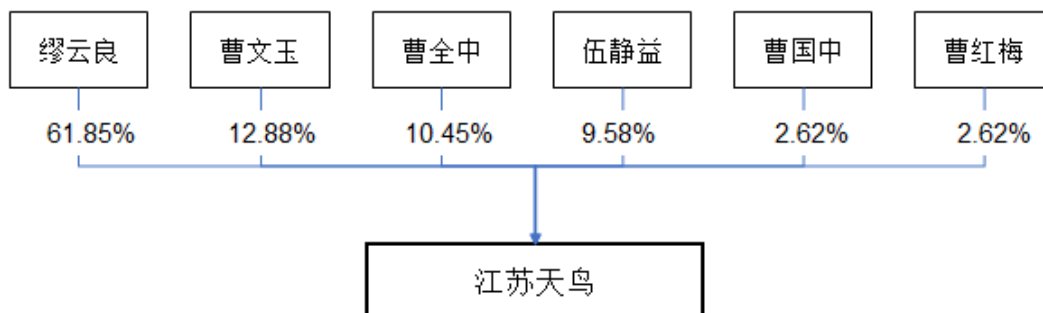 缪云良 曹文玉 曹全中 伍静益 曹国中 曹红梅
61.85% 12.88% 10.45% 9.58% 2.62% 2.62%
江苏天鸟